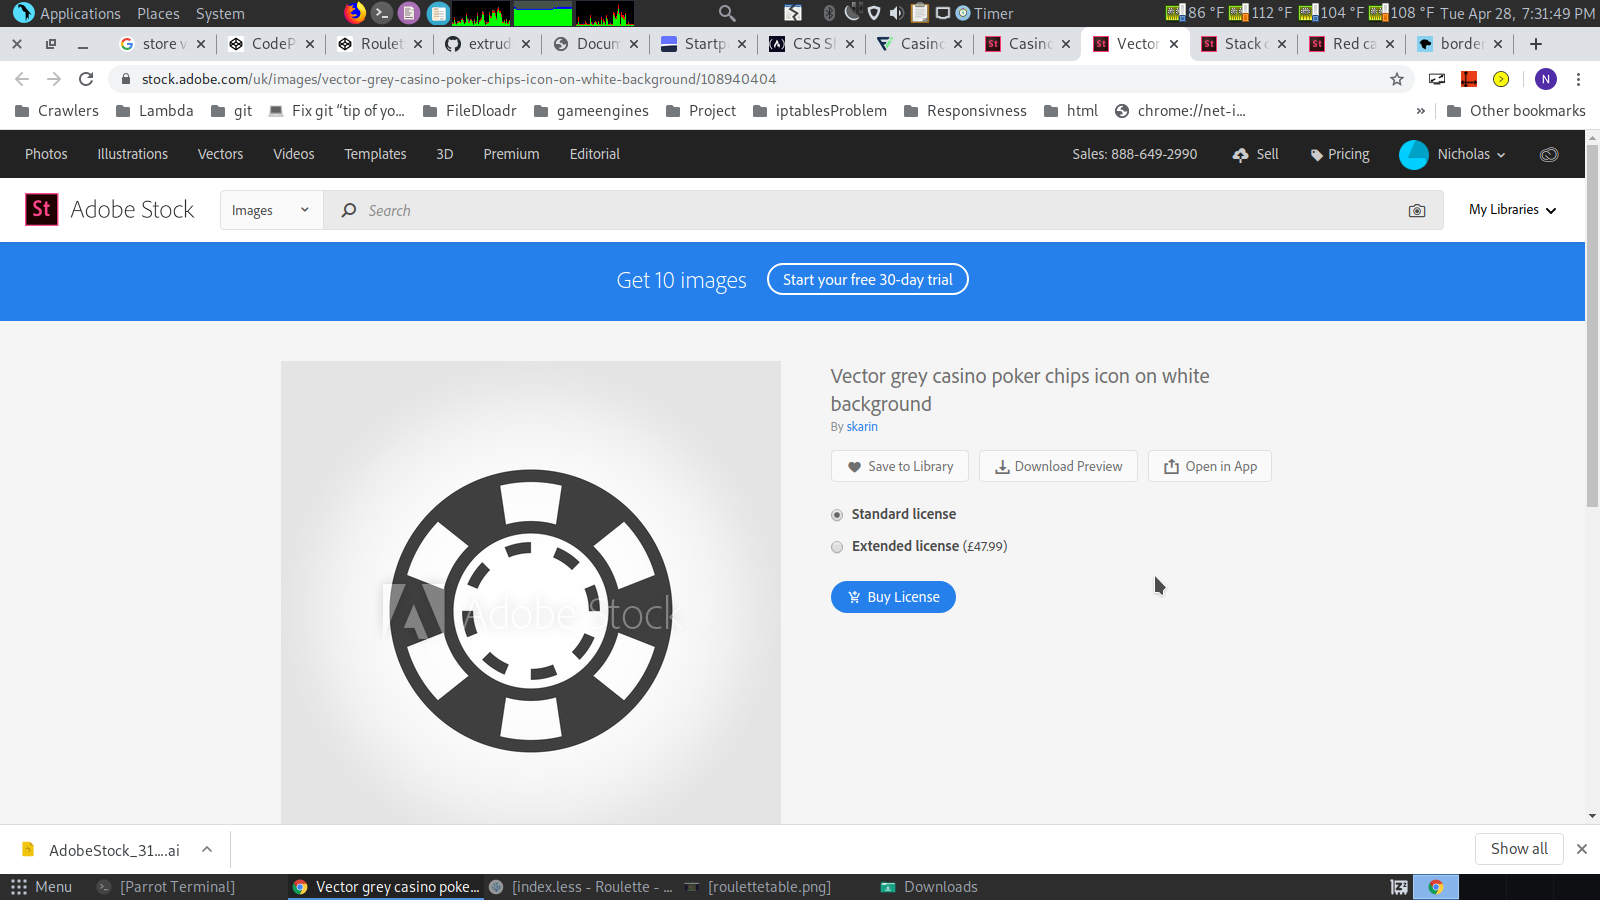 Applications Places System Timer 86 °F 112 °F 104 °F 108 °F Tue Apr 28, 7:31:49 PM
store v CodeP Roulet extrud Docum Startpa CSS Sh Casino Casino Vector Stack c Red ca border
stock.adobe.com/uk/images/vector-grey-casino-poker-chips-icon-on-white-background/108940404 N
Crawlers Lambda git Fix git “tip of yo... FileDloadr gameengines Project iptablesProblem Responsivness html chrome://net-i... » Other bookmarks
Photos Illustrations Vectors Videos Templates 3D Premium Editorial Sales: 888-649-2990 Sell Pricing Nicholas
St Adobe Stock Images Search My Libraries
Get 10 images Start your free 30-day trial
Vector grey casino poker chips icon on white
background
By skarin
Save to Library Download Preview Open in App
Standard license
Extended license (£47.99)
Buy License
Adobe Stock
AdobeStock_31....ai Show all
Menu [Parrot Terminal] Vector grey casino poke... [index.less - Roulette - ... [roulettetable.png] Downloads